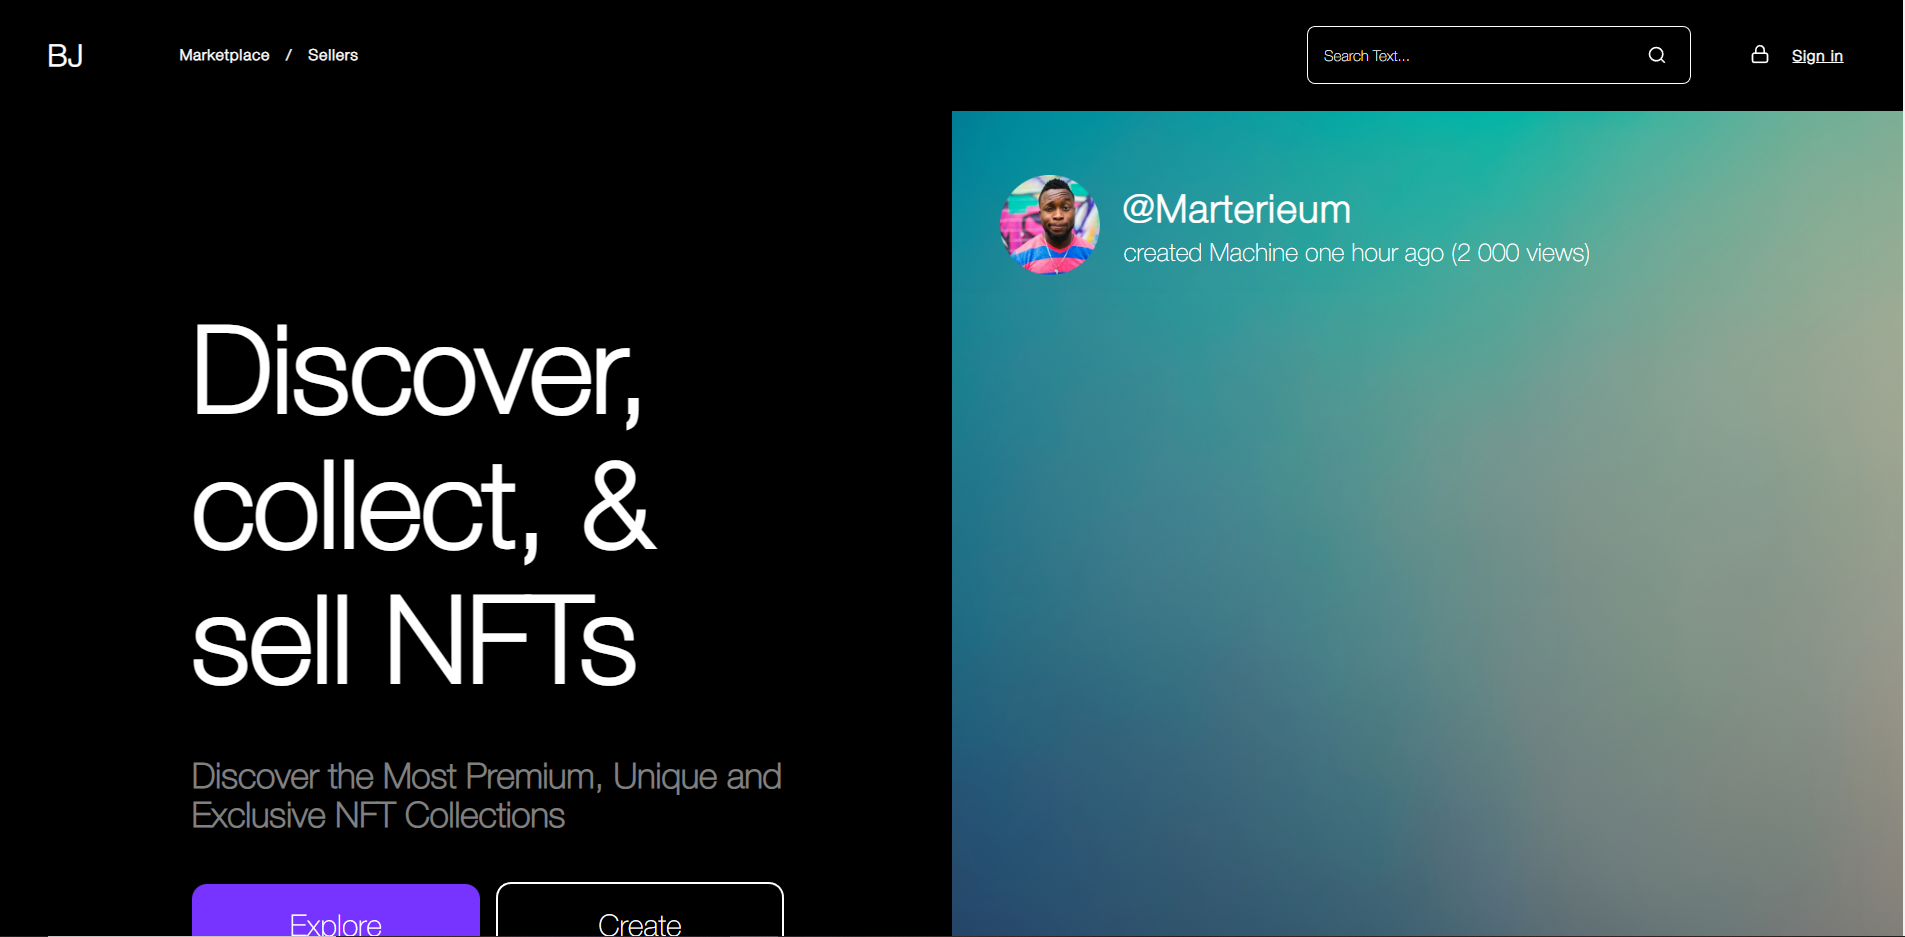 BJ
Marketplace / Sellers
Search Text...
Sign in
@Marterieum
created Machine one hour ago (2 000 views)
Discover,
collect, &
sell NFTs
Discover the Most Premium, Unique and
Exclusive NFT Collections
Explore
Create